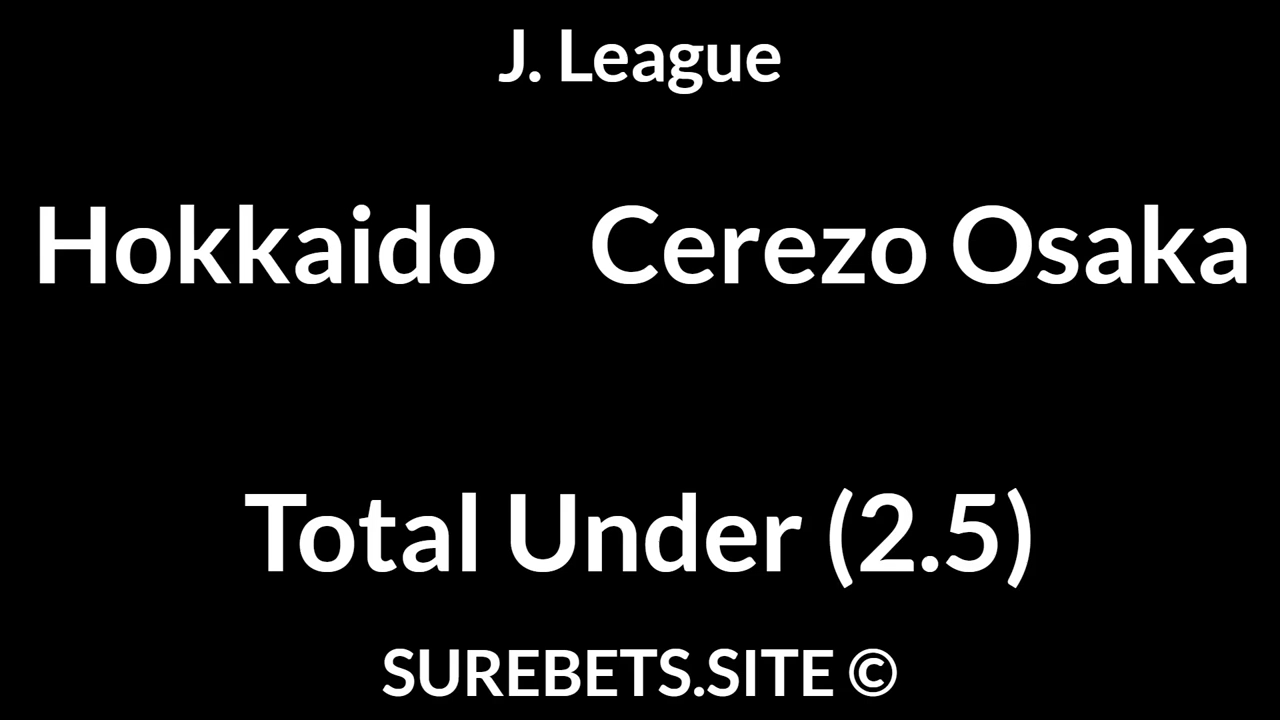 J. League
Hokkaido Cerezo Osaka
Total Under (2.5)
SUREBETS.SITE ©